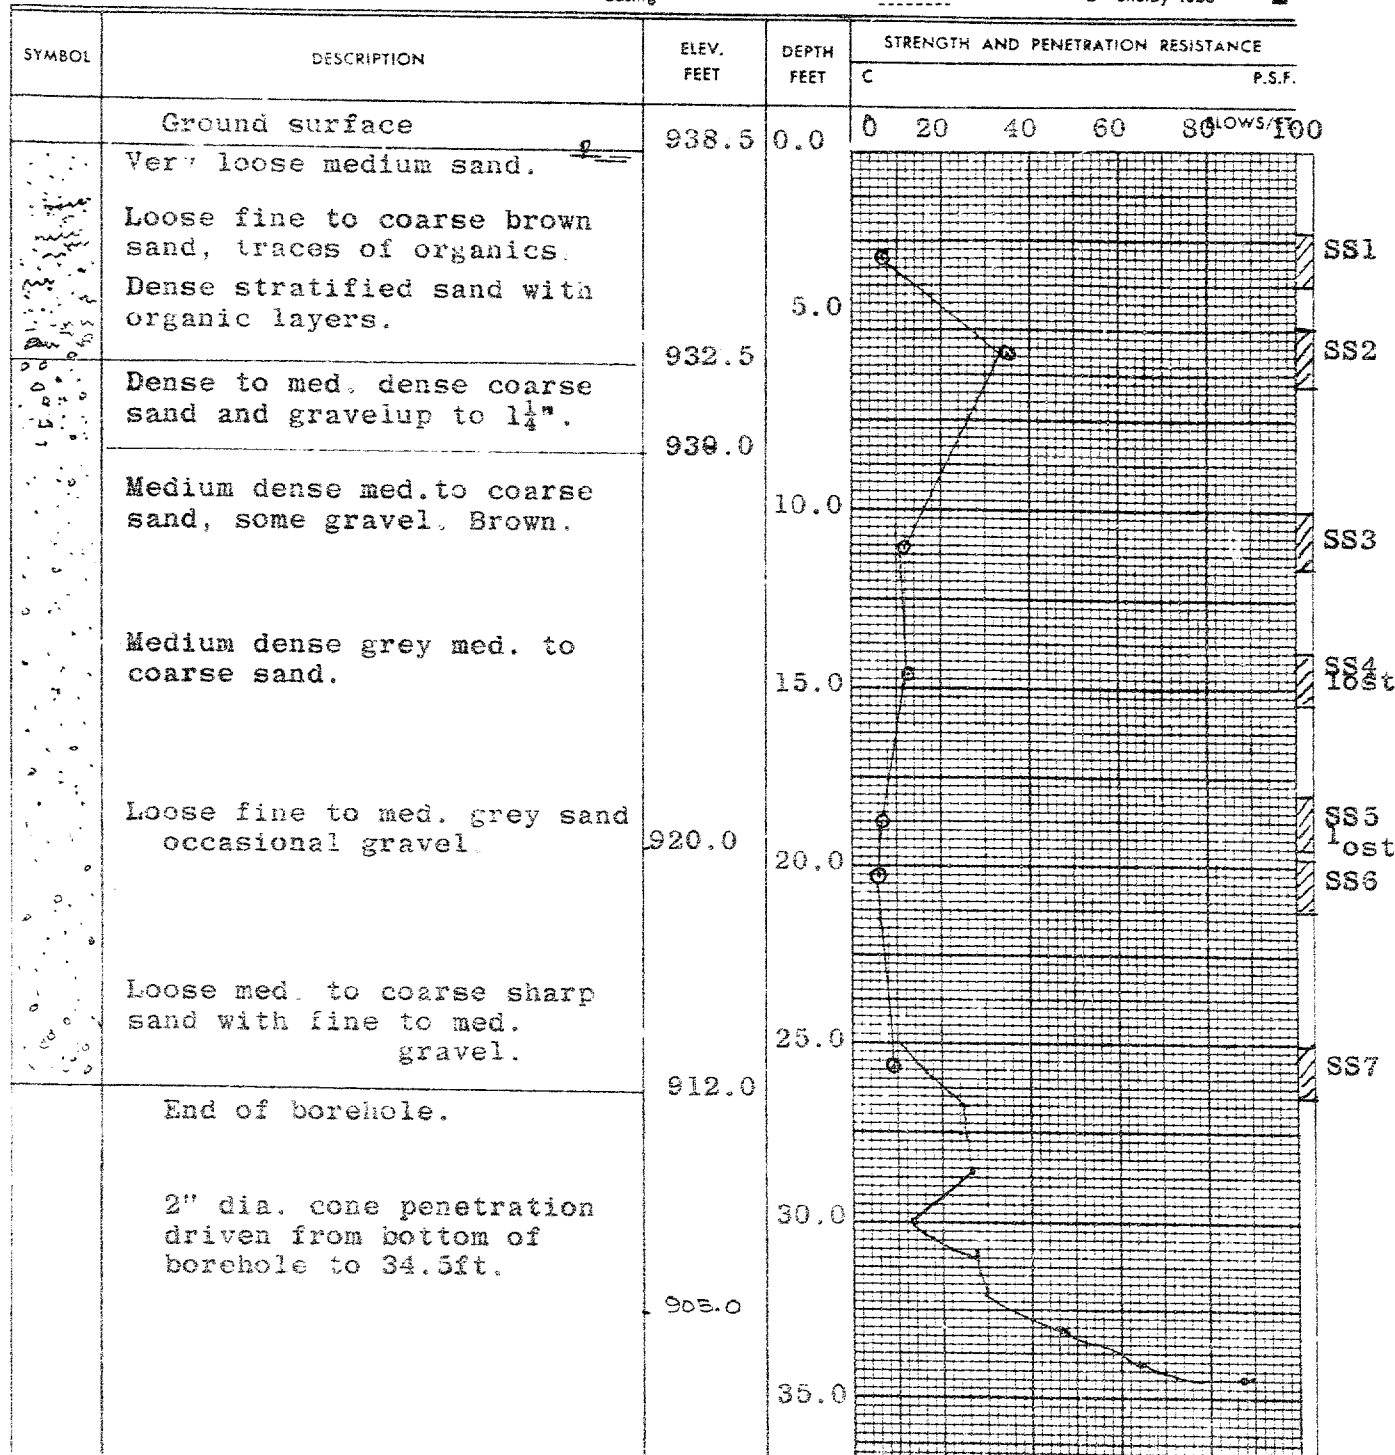 SYMBOL
DESCRIPTION
ELEV.
FEET
DEPTH
FEET
STRENGTH AND PENETRATION RESISTANCE
C P.S.F.
Ground surface
938.5 0.0
0 20 40 60 80 BLOWS/FT 100
Very loose medium sand.
Loose fine to coarse brown
sand, traces of organics.
Dense stratified sand with
organic layers.
SS1
5.0
932.5
SS2
Dense to med. dense coarse
sand and gravelup to 1¼".
930.0
Medium dense med.to coarse
sand, some gravel. Brown.
10.0
SS3
Medium dense grey med. to
coarse sand.
15.0
SS4
lost
Loose fine to med. grey sand
occasional gravel.
920.0
20.0
SS5
lost
SS6
Loose med. to coarse sharp
sand with fine to med.
gravel.
25.0
SS7
912.0
End of borehole.
2" dia. cone penetration
driven from bottom of
borehole to 34.5ft.
30.0
905.0
35.0